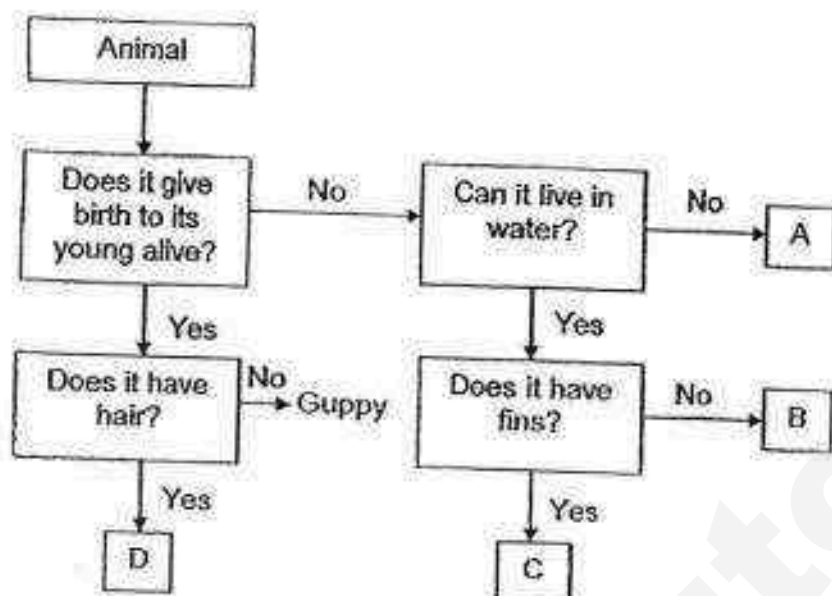 Animal
Does it give
birth to its
young alive?
No
Can it live in
water?
No
A
Yes
Yes
Does it have
hair?
No
Guppy
Does it have
fins?
No
B
Yes
Yes
D
C